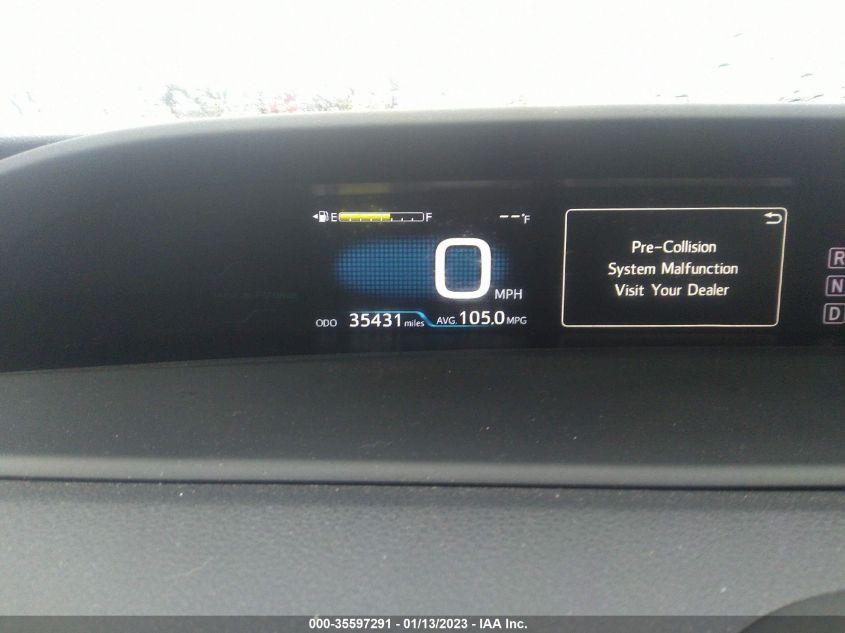 E F --°F
0 MPH
ODO 35431 miles AVG. 105.0 MPG
Pre-Collision
System Malfunction
Visit Your Dealer
R
N
D
000-35597291 - 01/13/2023 - IAA Inc.